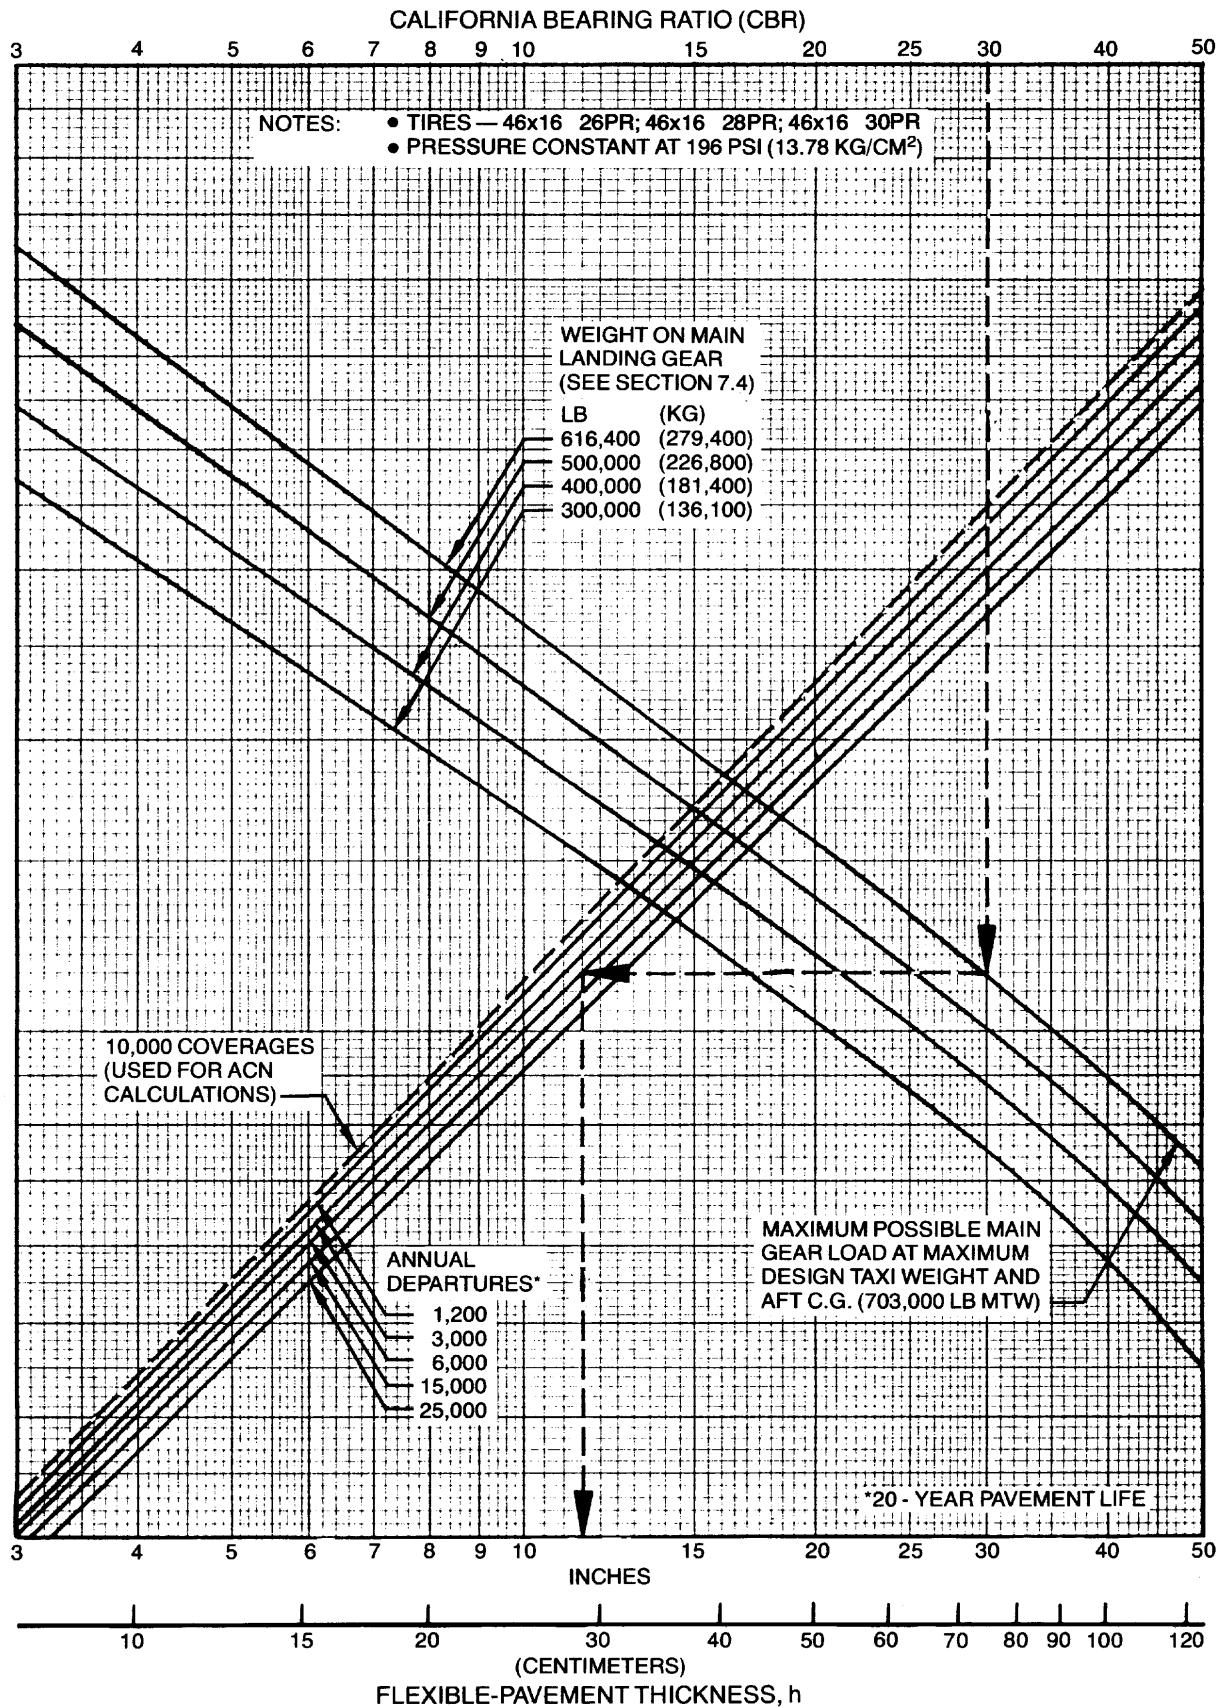 CALIFORNIA BEARING RATIO (CBR)
3 4 5 6 7 8 9 10 15 20 25 30 40 50
NOTES: • TIRES — 46x16 26PR; 46x16 28PR; 46x16 30PR
• PRESSURE CONSTANT AT 196 PSI (13.78 KG/CM²)
WEIGHT ON MAIN
LANDING GEAR
(SEE SECTION 7.4)
LB (KG)
616,400 (279,400)
500,000 (226,800)
400,000 (181,400)
300,000 (136,100)
10,000 COVERAGES
(USED FOR ACN
CALCULATIONS)
ANNUAL
DEPARTURES*
1,200
3,000
6,000
15,000
25,000
MAXIMUM POSSIBLE MAIN
GEAR LOAD AT MAXIMUM
DESIGN TAXI WEIGHT AND
AFT C.G. (703,000 LB MTW)
*20 - YEAR PAVEMENT LIFE
3 4 5 6 7 8 9 10 15 20 25 30 40 50
INCHES
10 15 20 30 40 50 60 70 80 90 100 120
(CENTIMETERS)
FLEXIBLE-PAVEMENT THICKNESS, h